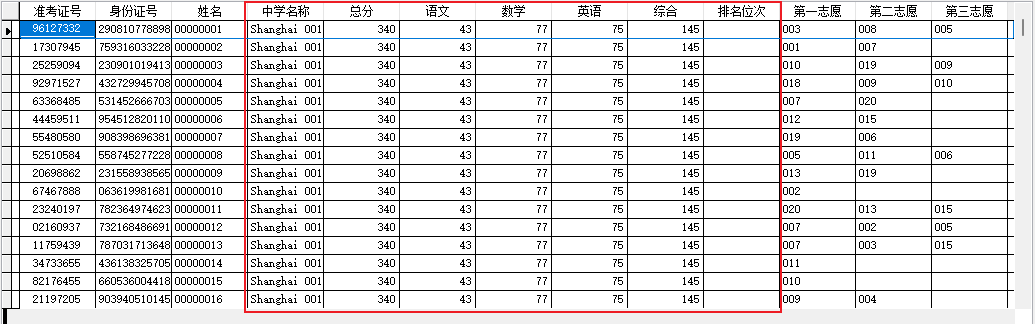 准考证号 身份证号 姓名 中学名称 总分 语文 数学 英语 综合 排名位次 第一志愿 第二志愿 第三志愿
96127332 290810778898 00000001 Shanghai 001 340 43 77 75 145 003 008 005
17307945 759316033228 00000002 Shanghai 001 340 43 77 75 145 001 007
25259094 230901019413 00000003 Shanghai 001 340 43 77 75 145 010 019 009
92971527 432729945708 00000004 Shanghai 001 340 43 77 75 145 018 009 010
63368485 531452666703 00000005 Shanghai 001 340 43 77 75 145 007 020
44459511 954512820110 00000006 Shanghai 001 340 43 77 75 145 012 015
55480580 908398696381 00000007 Shanghai 001 340 43 77 75 145 019 006
52510584 558745277228 00000008 Shanghai 001 340 43 77 75 145 005 011 006
20698862 231558938565 00000009 Shanghai 001 340 43 77 75 145 013 019
67467888 063619981681 00000010 Shanghai 001 340 43 77 75 145 002
23240197 782364974623 00000011 Shanghai 001 340 43 77 75 145 020 013 015
02160937 732168486691 00000012 Shanghai 001 340 43 77 75 145 007 002 005
11759439 787031713648 00000013 Shanghai 001 340 43 77 75 145 007 003 015
34733655 436138325705 00000014 Shanghai 001 340 43 77 75 145 011
82176455 660536004418 00000015 Shanghai 001 340 43 77 75 145 010
21197205 903940510145 00000016 Shanghai 001 340 43 77 75 145 009 004